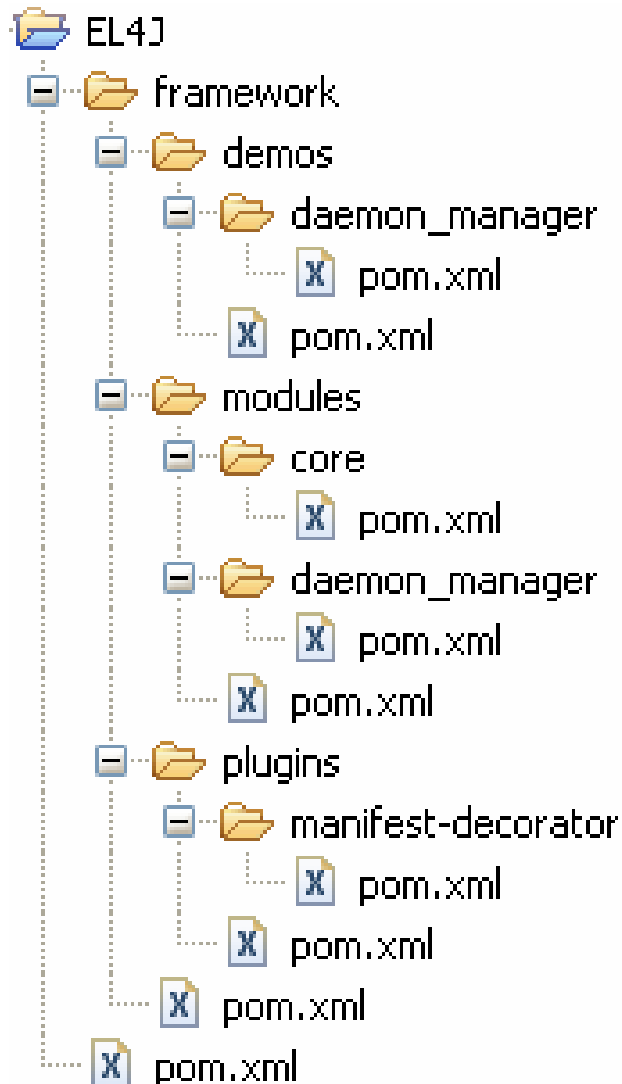 EL4J
framework
demos
daemon_manager
pom.xml
pom.xml
modules
core
pom.xml
daemon_manager
pom.xml
pom.xml
plugins
manifest-decorator
pom.xml
pom.xml
pom.xml
pom.xml